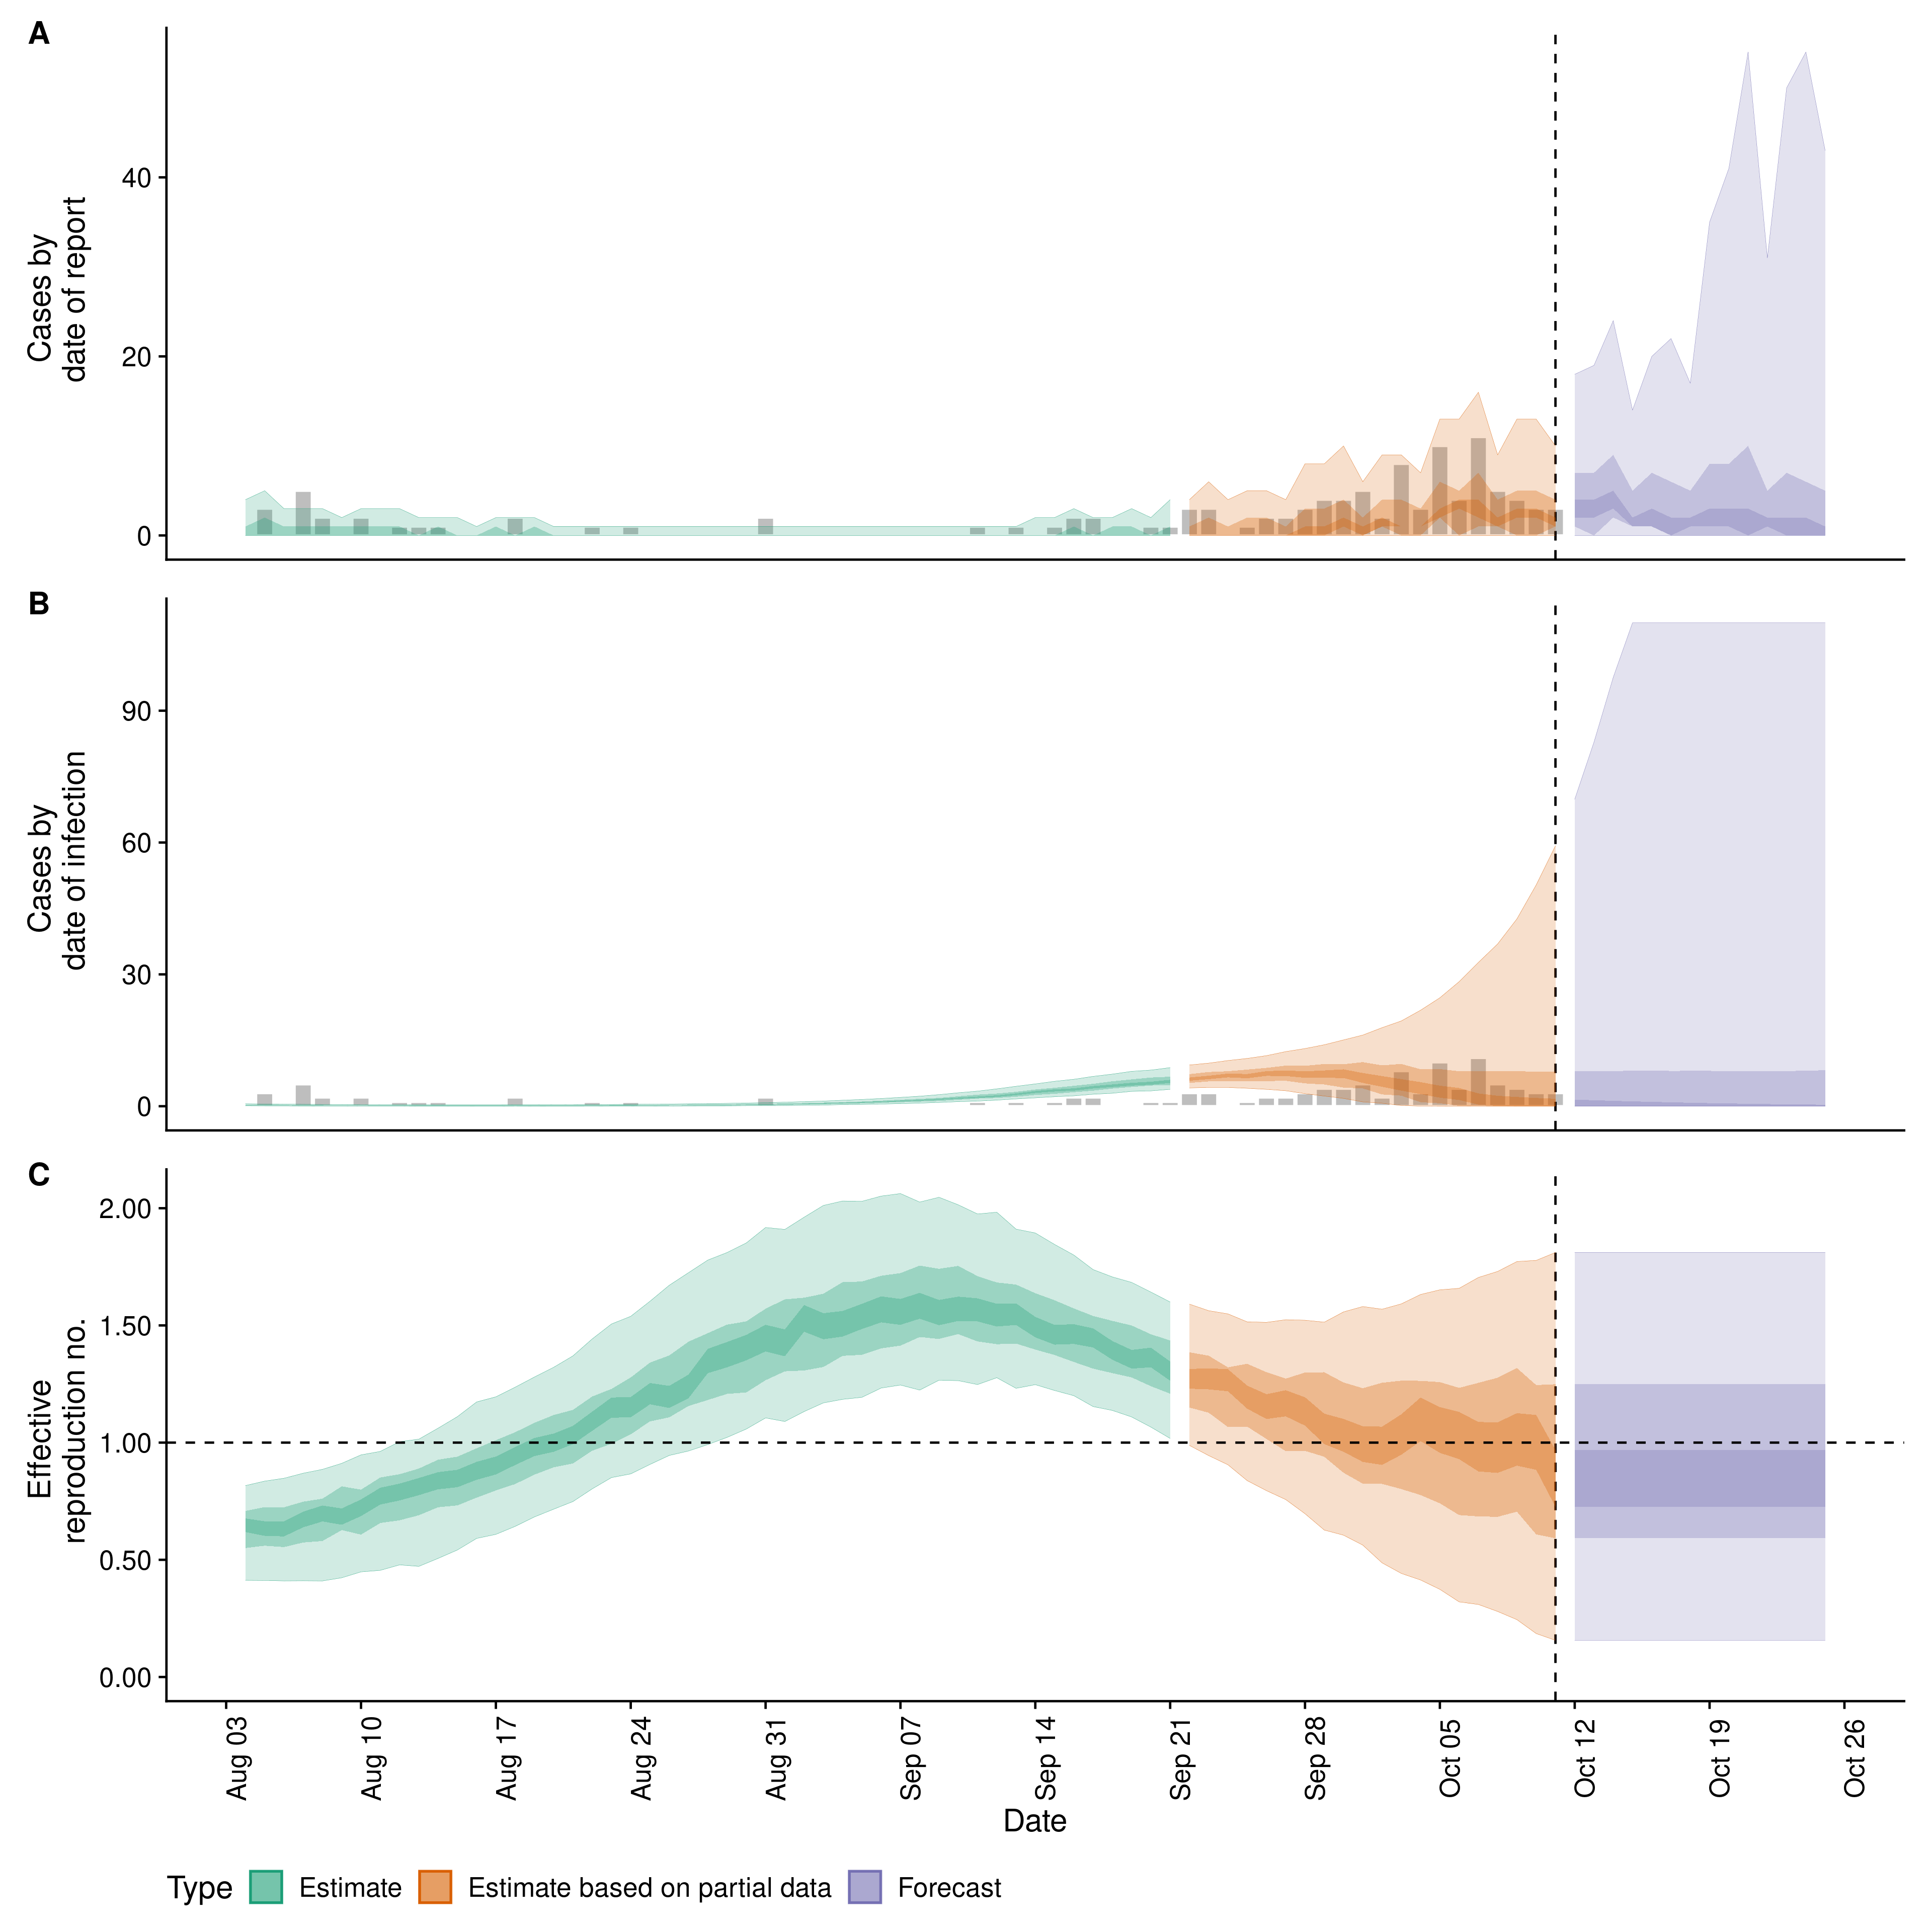 A
Cases by
date of report
40
20
0
B
Cases by
date of infection
90
60
30
0
C
Effective
reproduction no.
2.00
1.50
1.00
0.50
0.00
Aug 03
Aug 10
Aug 17
Aug 24
Aug 31
Sep 07
Sep 14
Sep 21
Sep 28
Oct 05
Oct 12
Oct 19
Oct 26
Date
Type Estimate Estimate based on partial data Forecast